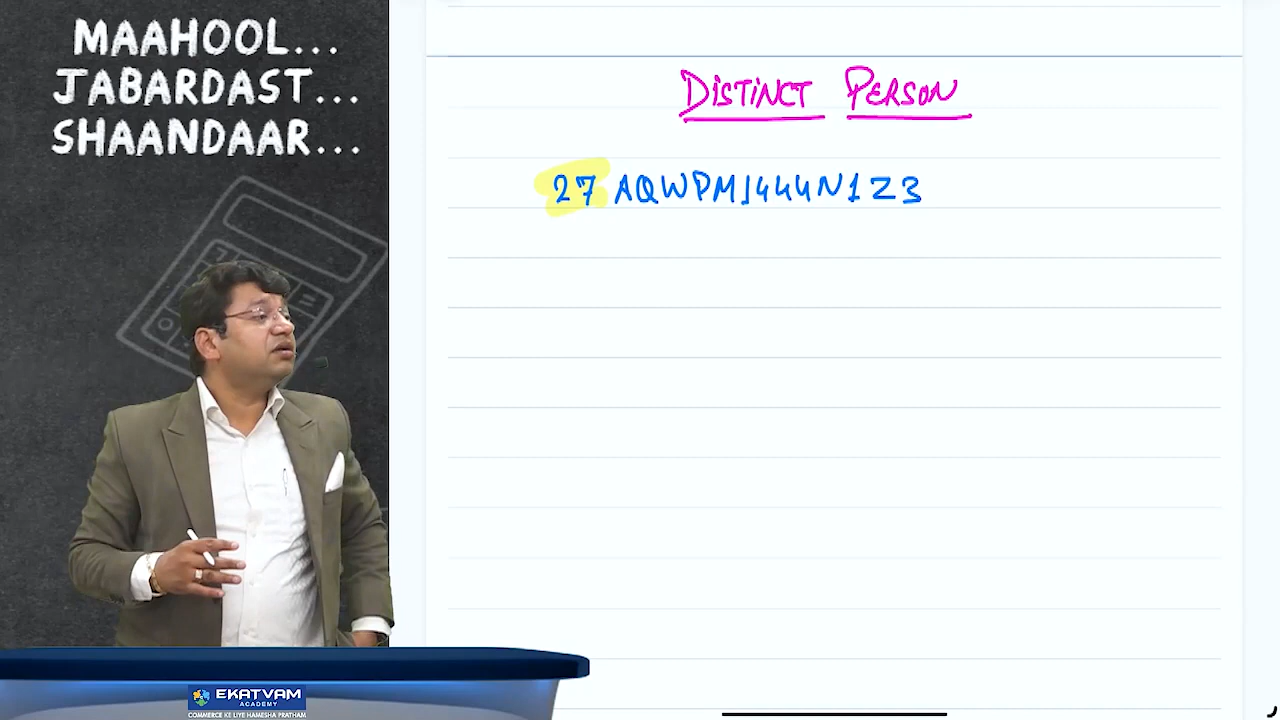 MAAHOOL...
JABARDAST...
SHAANDAAR...
DISTINCT PERSON
27 AQWPM1444N1Z3
EKATVAM
ACADEMY
COMMERCE KE LIYE HAMESHA PRATHAM